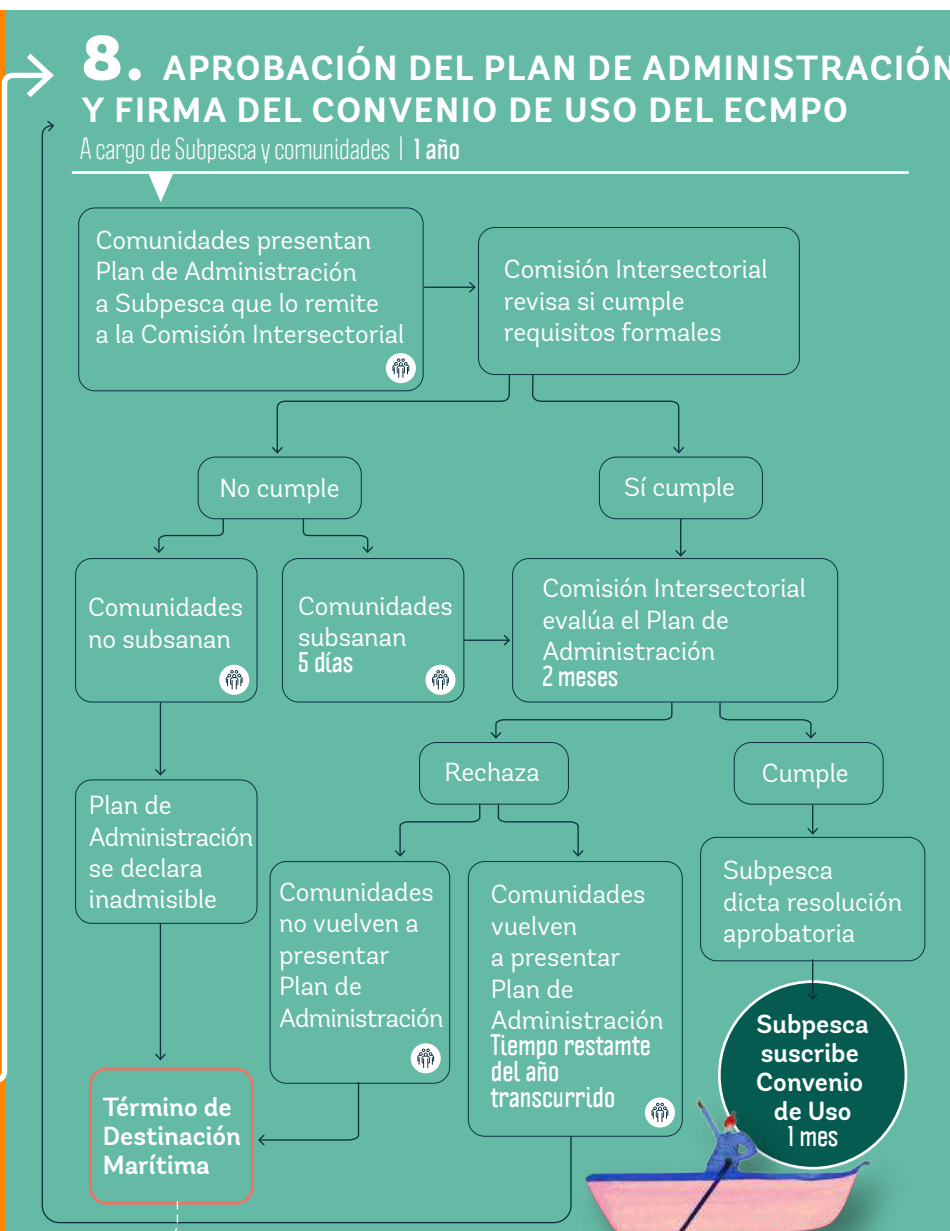 8. APROBACIÓN DEL PLAN DE ADMINISTRACIÓN
Y FIRMA DEL CONVENIO DE USO DEL ECMPO
A cargo de Subpesca y comunidades | 1 año
Comunidades presentan
Plan de Administración
a Subpesca que lo remite
a la Comisión Intersectorial
Comisión Intersectorial
revisa si cumple
requisitos formales
No cumple
Sí cumple
Comunidades
no subsanan
Comunidades
subsanan
5 días
Comisión Intersectorial
evalúa el Plan de
Administración
2 meses
Rechaza
Cumple
Plan de
Administración
se declara
inadmisible
Comunidades
no vuelven a
presentar
Plan de
Administración
Comunidades
vuelven
a presentar
Plan de
Administración
Tiempo restamte
del año
transcurrido
Subpesca
dicta resolución
aprobatoria
Término de
Destinación
Marítima
Subpesca
suscribe
Convenio
de Uso
1 mes